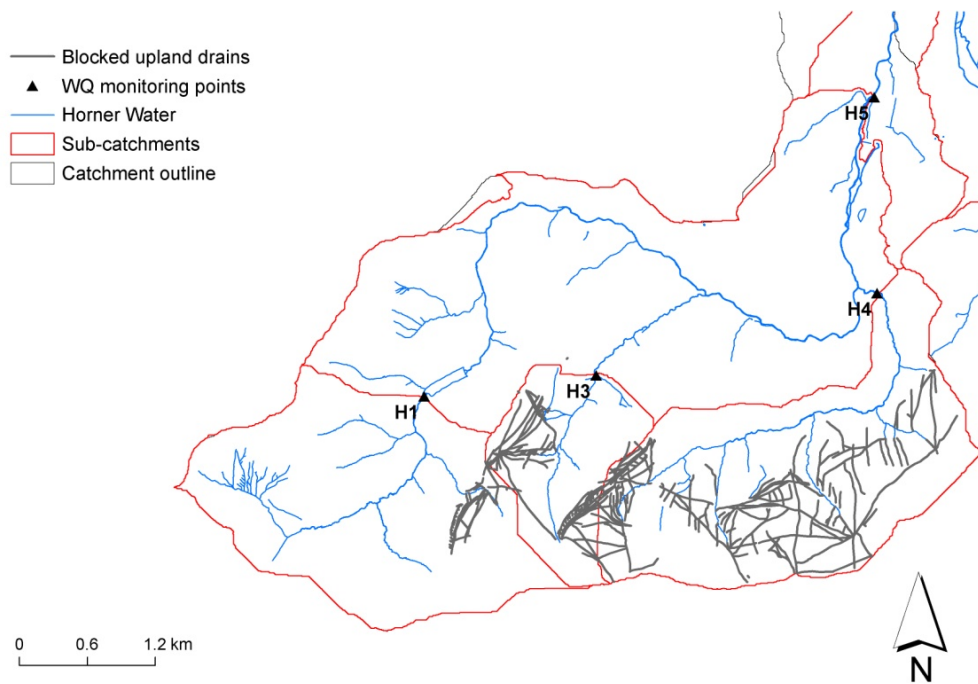 Blocked upland drains
WQ monitoring points
Horner Water
Sub-catchments
Catchment outline
H5
H4
H3
H1
0 0.6 1.2 km
N